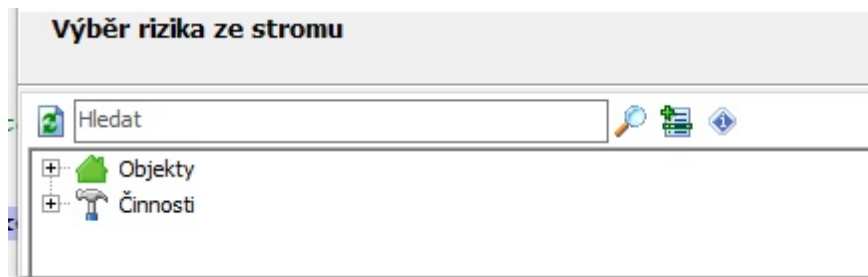 Výběr rizika ze stromu
Hledat
Objekty
Činnosti